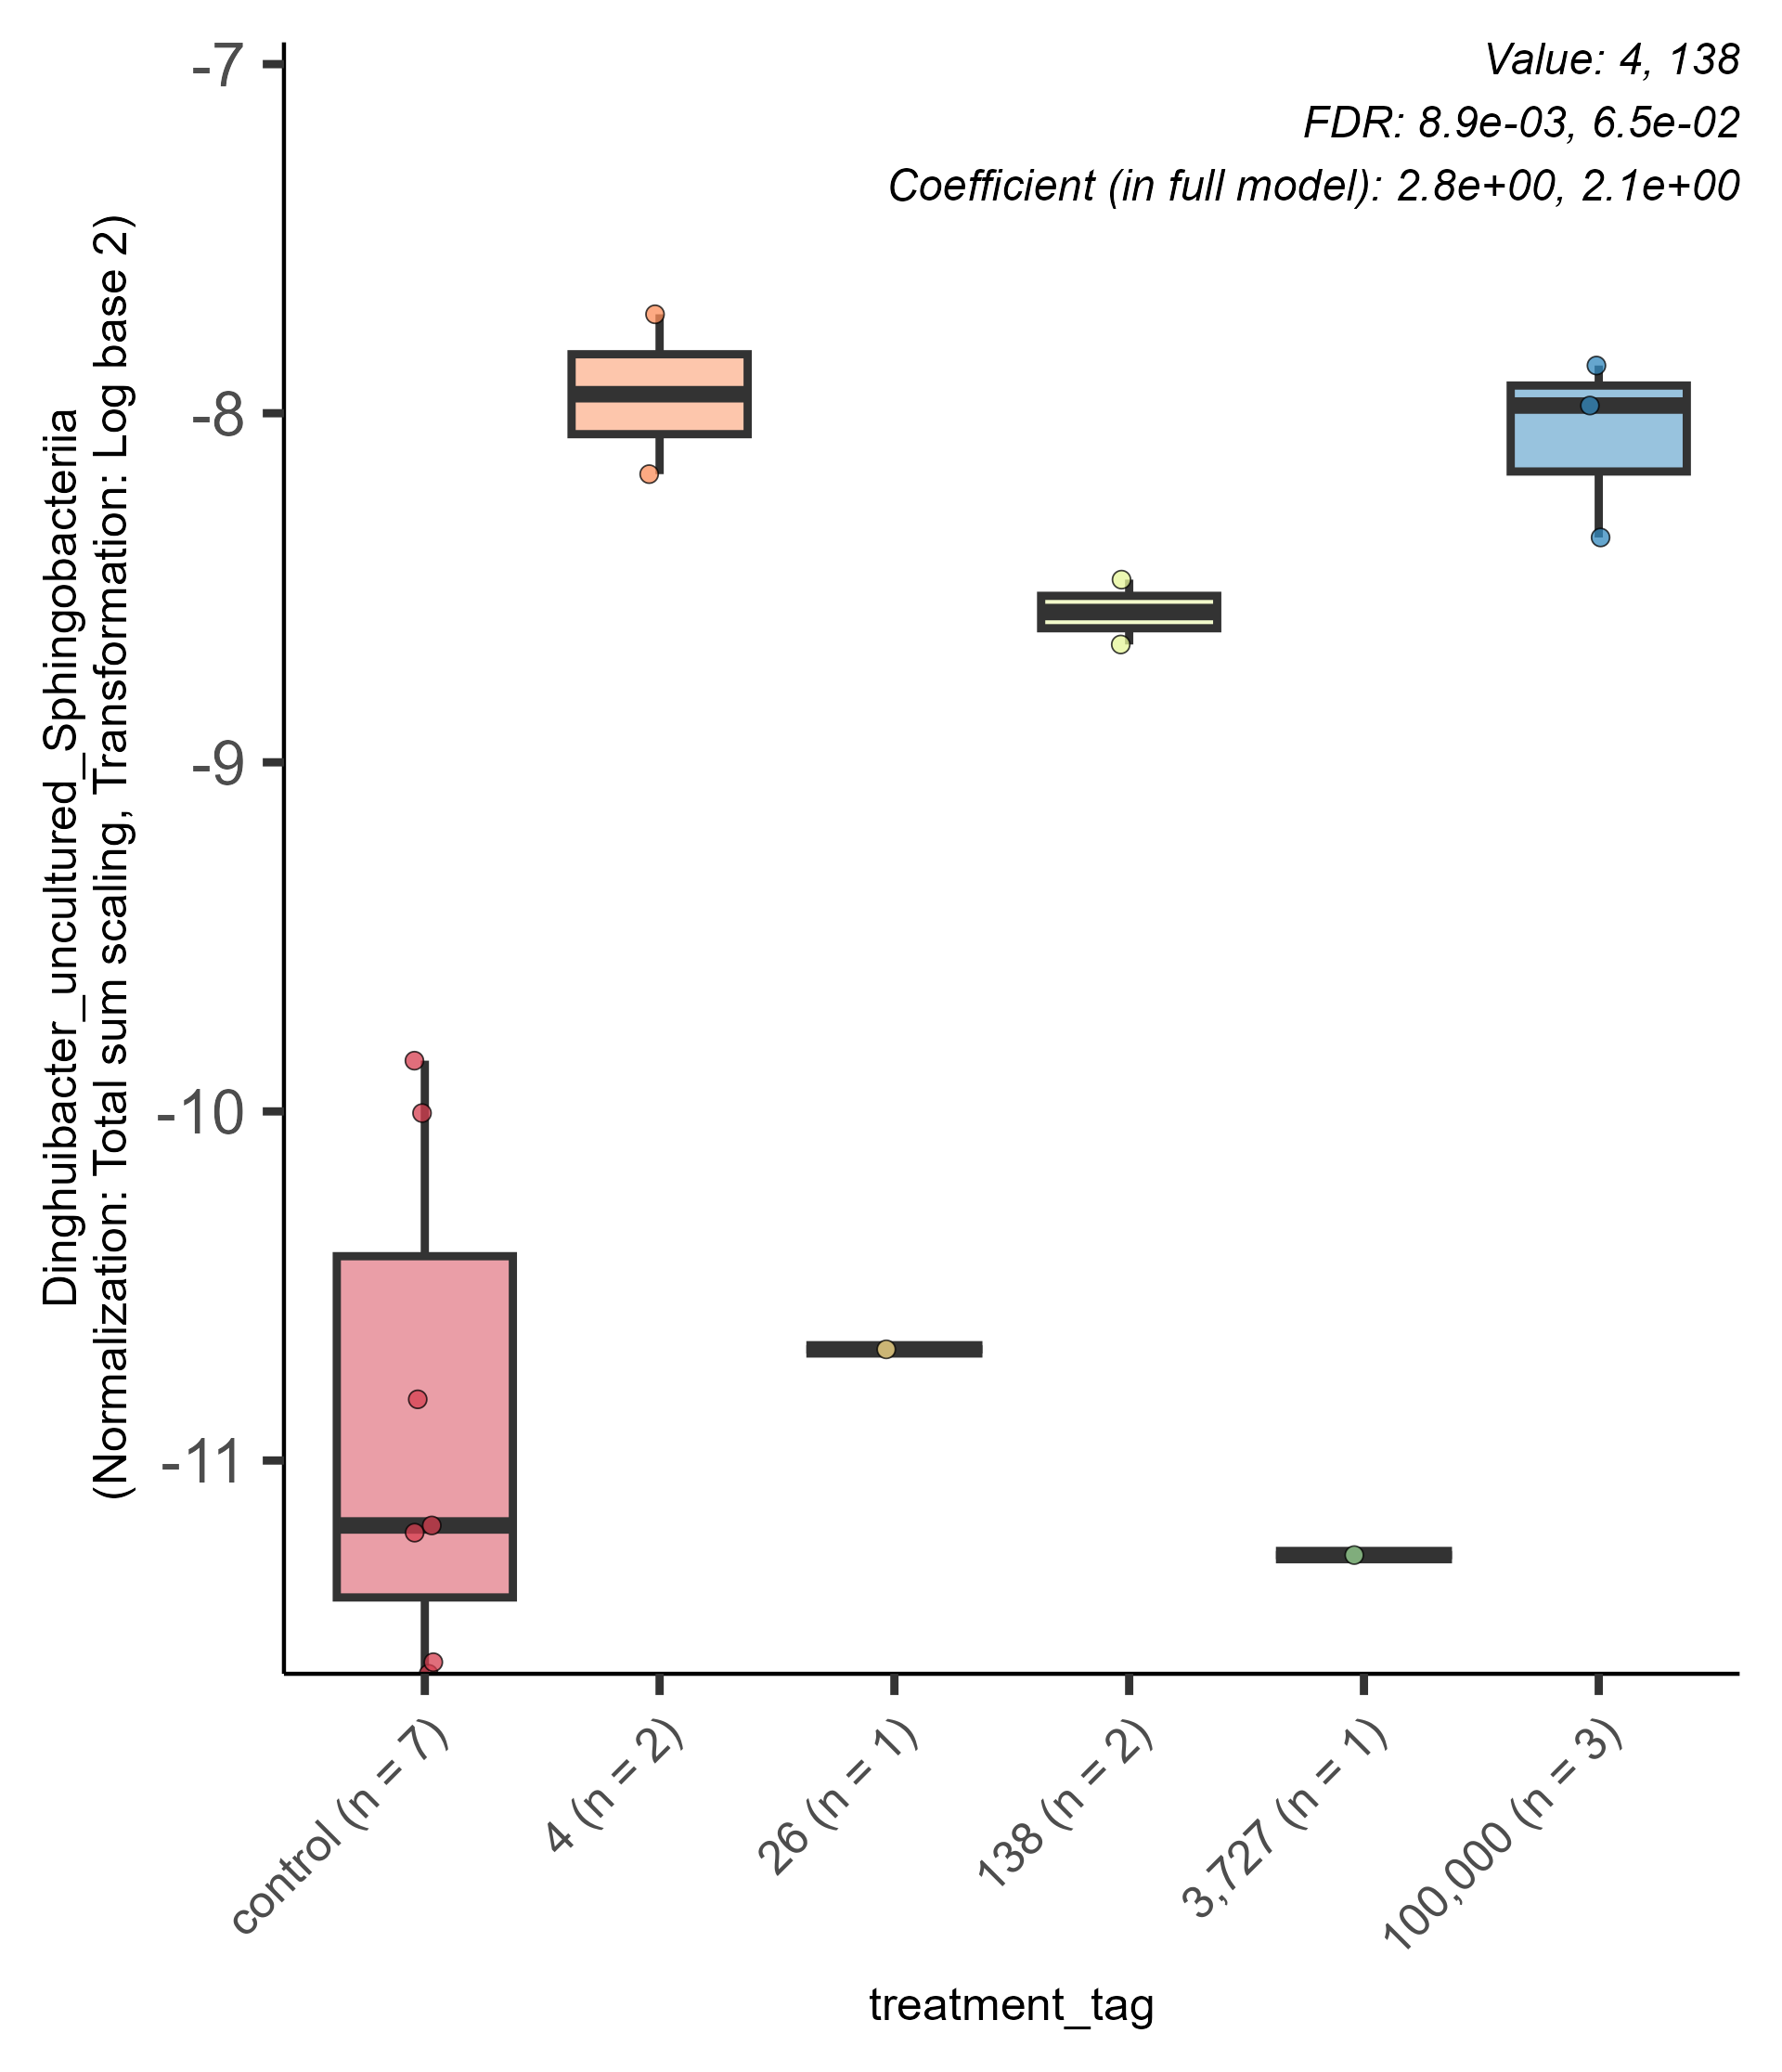 Value: 4, 138
FDR: 8.9e-03, 6.5e-02
Coefficient (in full model): 2.8e+00, 2.1e+00
Dinghuibacter_uncultured_Sphingobacteriia
(Normalization: Total sum scaling, Transformation: Log base 2)
-7
-8
-9
-10
-11
control (n = 7)
4 (n = 2)
26 (n = 1)
138 (n = 2)
3,727 (n = 1)
100,000 (n = 3)
treatment_tag